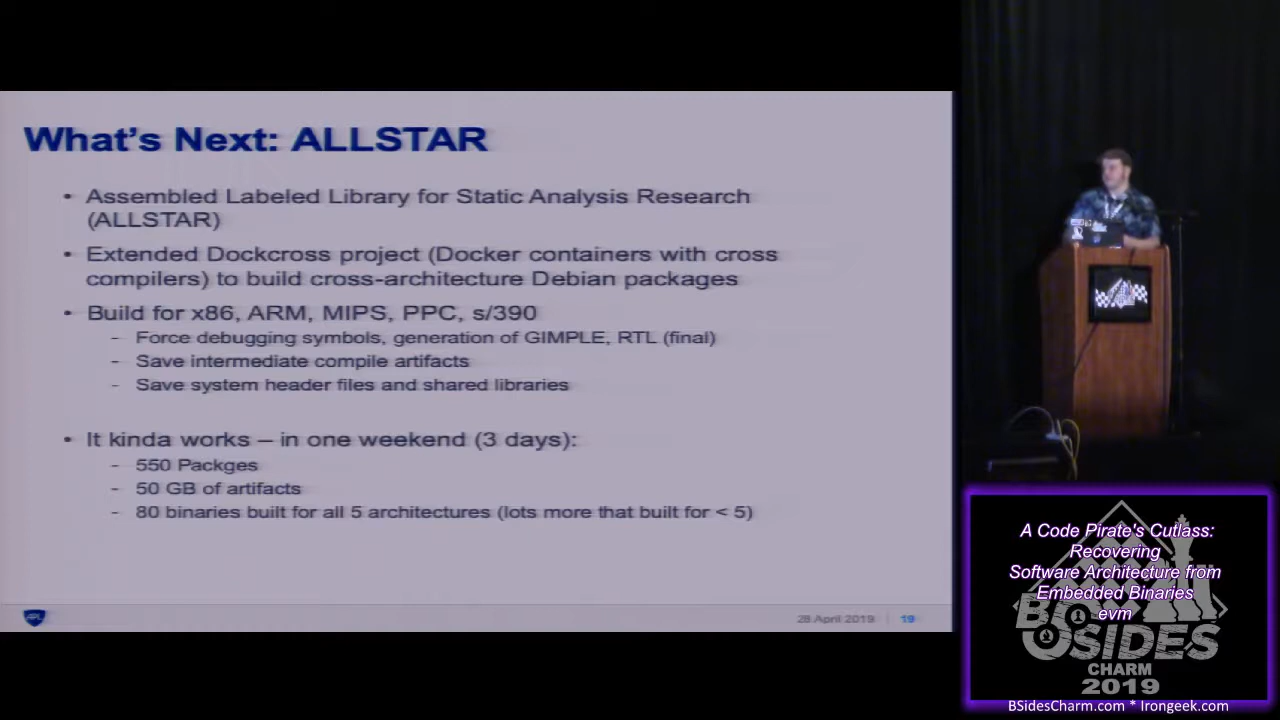 What's Next: ALLSTAR
• Assembled Labeled Library for Static Analysis Research
(ALLSTAR)
• Extended Dockcross project (Docker containers with cross
compilers) to build cross-architecture Debian packages
• Build for x86, ARM, MIPS, PPC, s/390
- Force debugging symbols, generation of GIMPLE, RTL (final)
- Save intermediate compile artifacts
- Save system header files and shared libraries
• It kinda works – in one weekend (3 days):
- 550 Packges
- 50 GB of artifacts
- 80 binaries built for all 5 architectures (lots more that built for < 5)
APL
28 April 2019
19
A Code Pirate's Cutlass:
Recovering
Software Architecture from
Embedded Binaries
evm
BSIDES
CHARM
2019
BSidesCharm.com * Irongeek.com